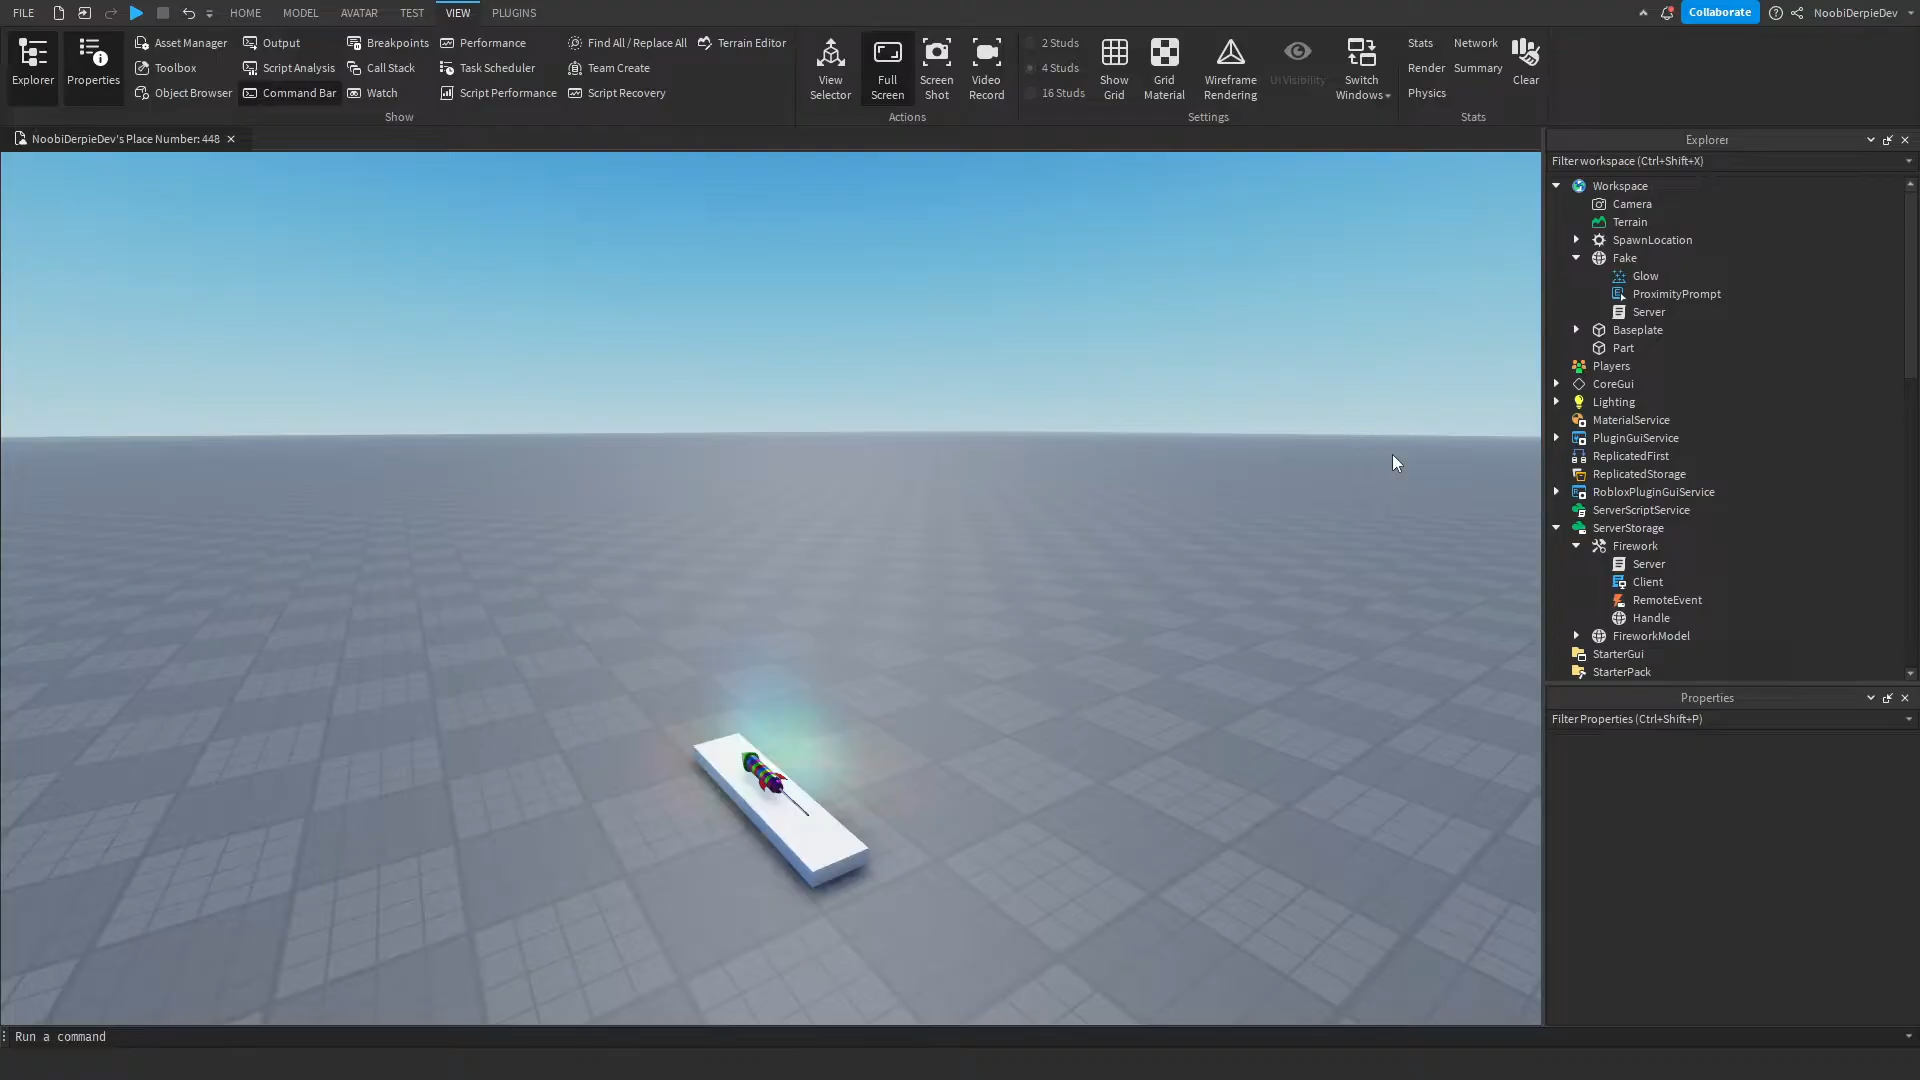 FILE HOME MODEL AVATAR TEST VIEW PLUGINS Collaborate NoobiDerpieDev
Explorer
Properties
Asset Manager
Toolbox
Object Browser
Output
Script Analysis
Command Bar
Breakpoints
Call Stack
Watch
Performance
Task Scheduler
Script Performance
Find All / Replace All
Team Create
Script Recovery
Terrain Editor
Show
View
Selector
Full
Screen
Screen
Shot
Video
Record
Actions
2 Studs
4 Studs
16 Studs
Show
Grid
Grid
Material
Wireframe
Rendering
UI Visibility
Switch
Windows
Settings
Stats
Render
Physics
Network
Summary
Clear
Stats
NoobiDerpieDev's Place Number: 448
Explorer
Filter workspace (Ctrl+Shift+X)
Workspace
Camera
Terrain
SpawnLocation
Fake
Glow
ProximityPrompt
Server
Baseplate
Part
Players
CoreGui
Lighting
MaterialService
PluginGuiService
ReplicatedFirst
ReplicatedStorage
RobloxPluginGuiService
ServerScriptService
ServerStorage
Firework
Server
Client
RemoteEvent
Handle
FireworkModel
StarterGui
StarterPack
Properties
Filter Properties (Ctrl+Shift+P)
Run a command